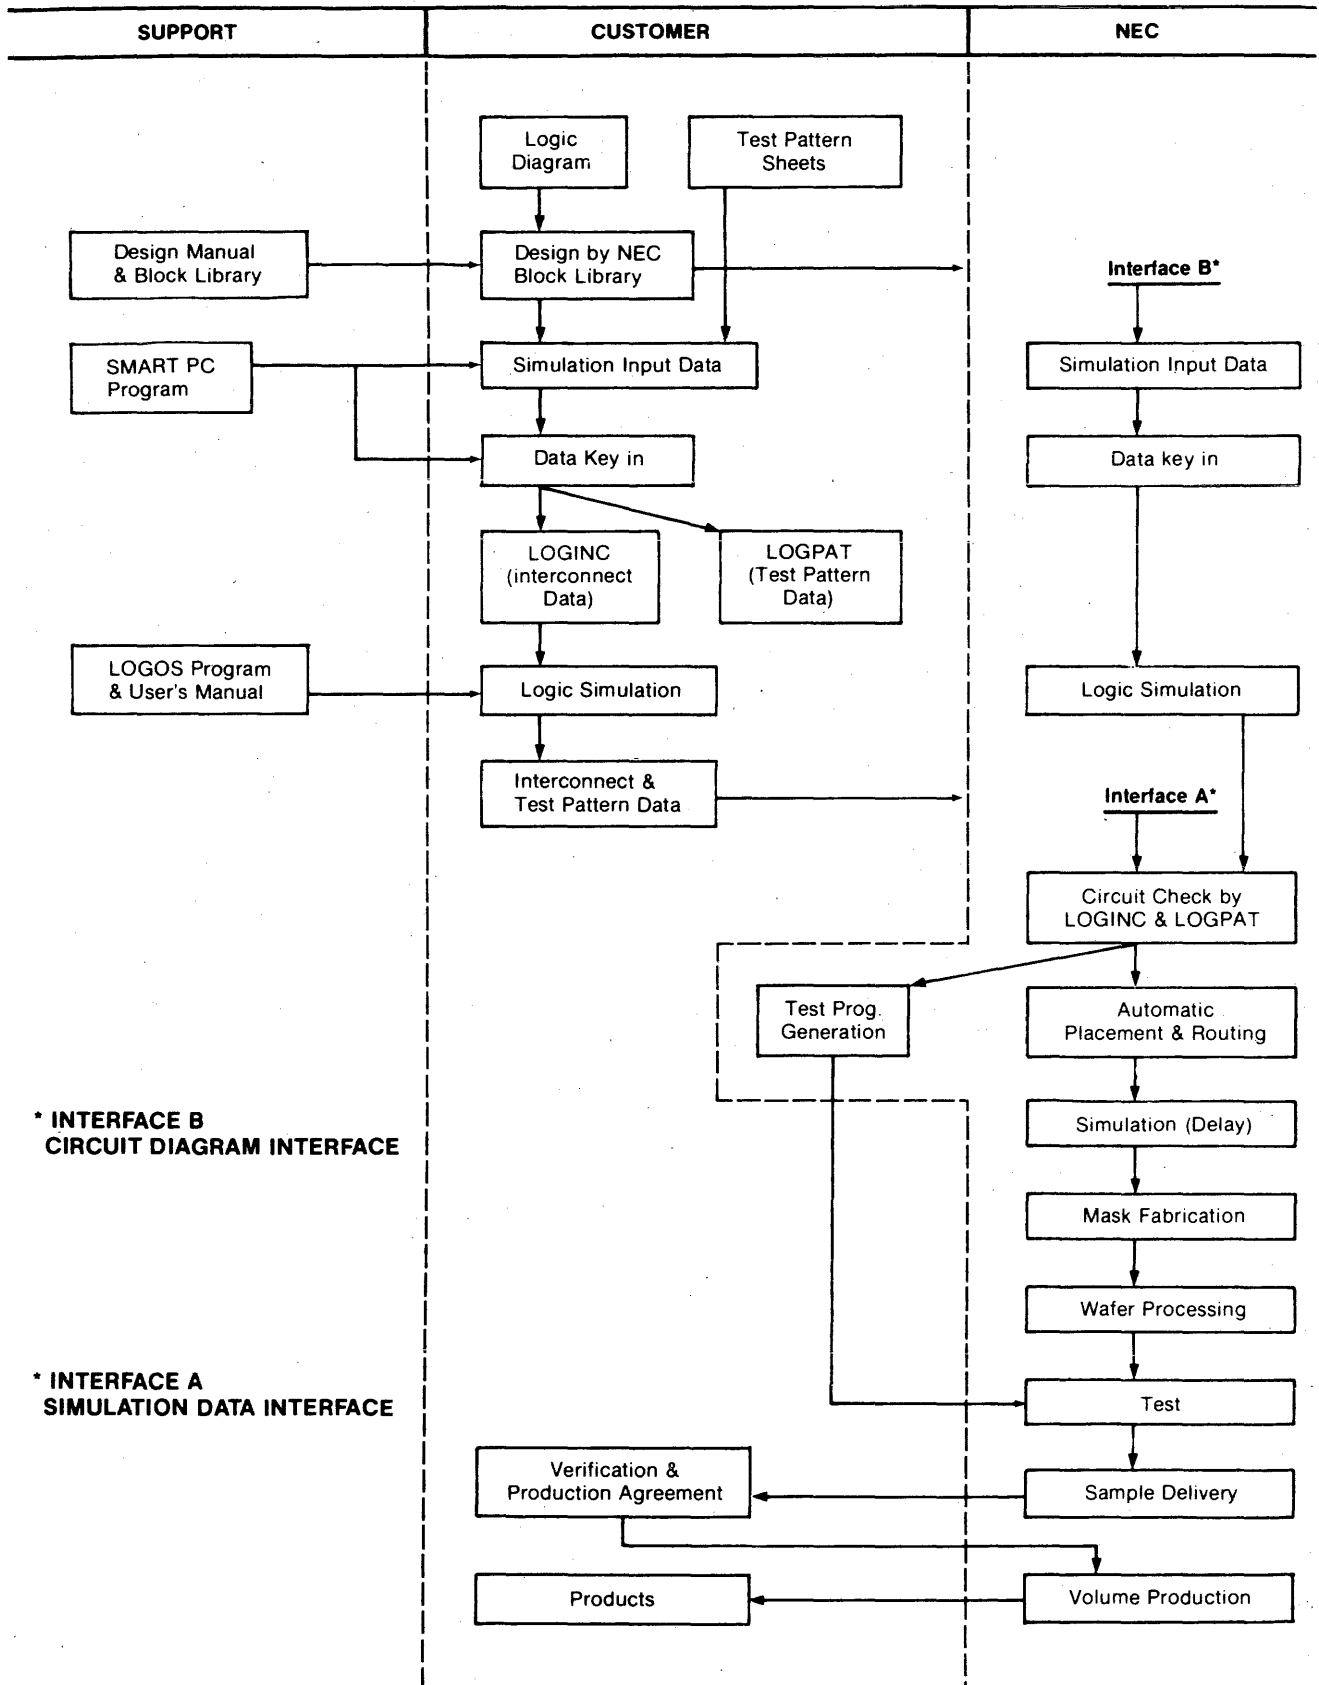 SUPPORT
CUSTOMER
NEC
Logic
Diagram
Test Pattern
Sheets
Design Manual
& Block Library
Design by NEC
Block Library
Interface B*
SMART PC
Program
Simulation Input Data
Simulation Input Data
Data Key in
Data key in
LOGINC
(interconnect
Data)
LOGPAT
(Test Pattern
Data)
LOGOS Program
& User's Manual
Logic Simulation
Logic Simulation
Interconnect &
Test Pattern Data
Interface A*
Circuit Check by
LOGINC & LOGPAT
Test Prog.
Generation
Automatic
Placement & Routing
* INTERFACE B
CIRCUIT DIAGRAM INTERFACE
Simulation (Delay)
Mask Fabrication
Wafer Processing
* INTERFACE A
SIMULATION DATA INTERFACE
Test
Verification &
Production Agreement
Sample Delivery
Products
Volume Production